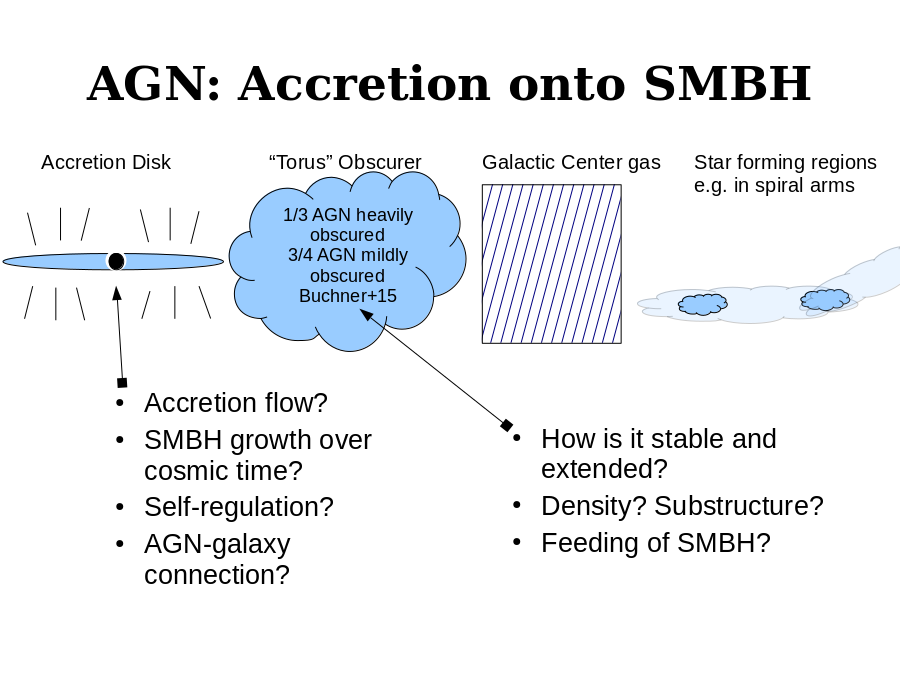 AGN: Accretion onto SMBH
Accretion Disk
“Torus” Obscurer
Galactic Center gas
Star forming regions
e.g. in spiral arms
1/3 AGN heavily
obscured
3/4 AGN mildly
obscured
Buchner+15
• Accretion flow?
• SMBH growth over
cosmic time?
• Self-regulation?
• AGN-galaxy
connection?
• How is it stable and
extended?
• Density? Substructure?
• Feeding of SMBH?